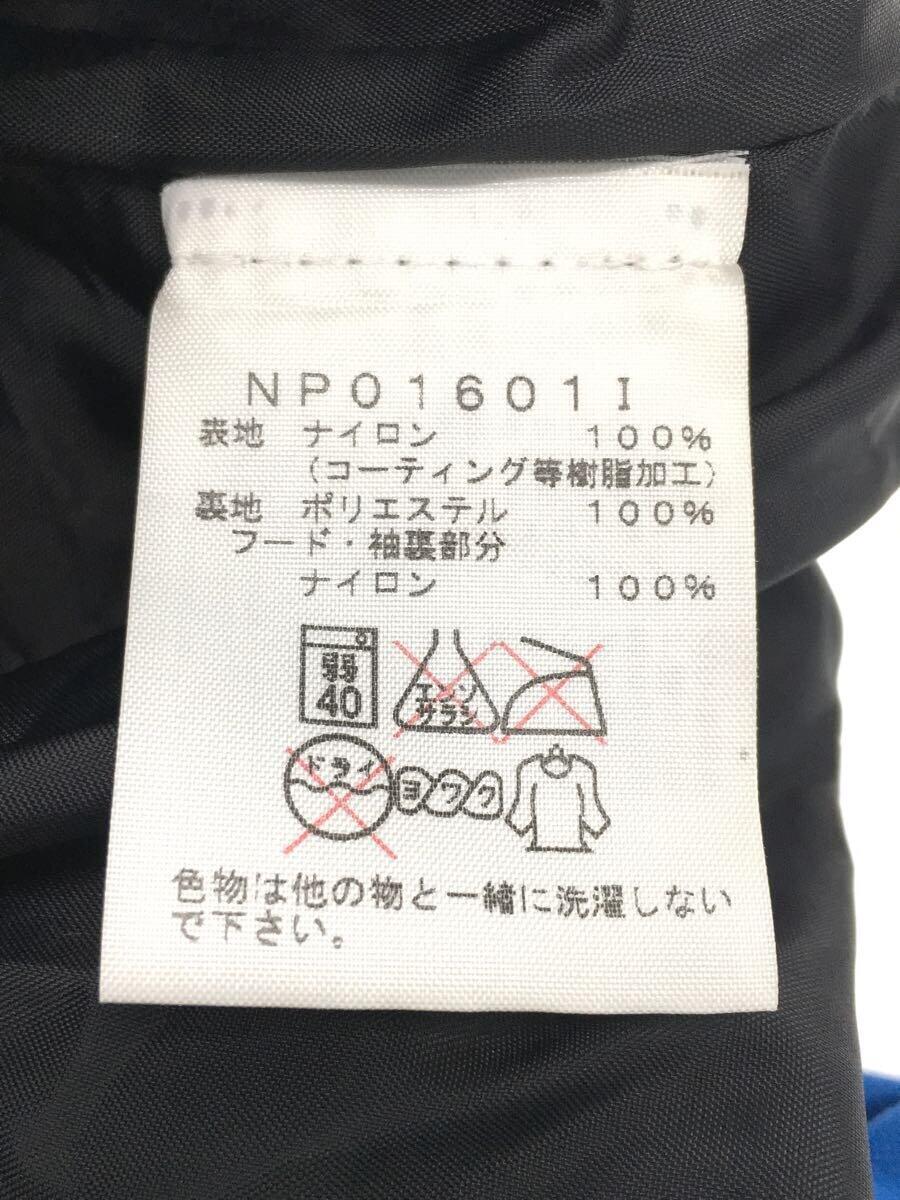 NP01601I
表地 ナイロン 100%
(コーティング等樹脂加工)
裏地 ポリエステル 100%
フード・袖裏部分
ナイロン 100%
弱
40
エンソ
サラシ
ドライ
ヨワク
色物は他の物と一緒に洗濯しない
で下さい。